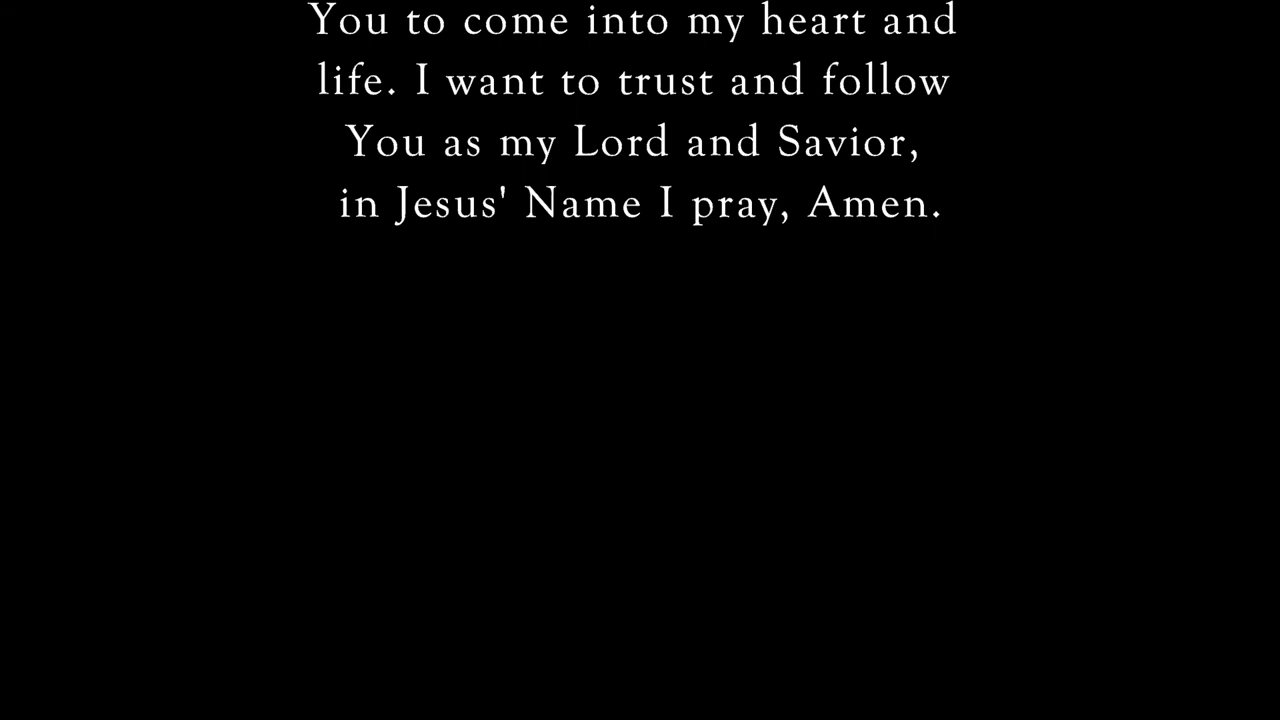 You to come into my heart and
life. I want to trust and follow
You as my Lord and Savior,
in Jesus' Name I pray, Amen.